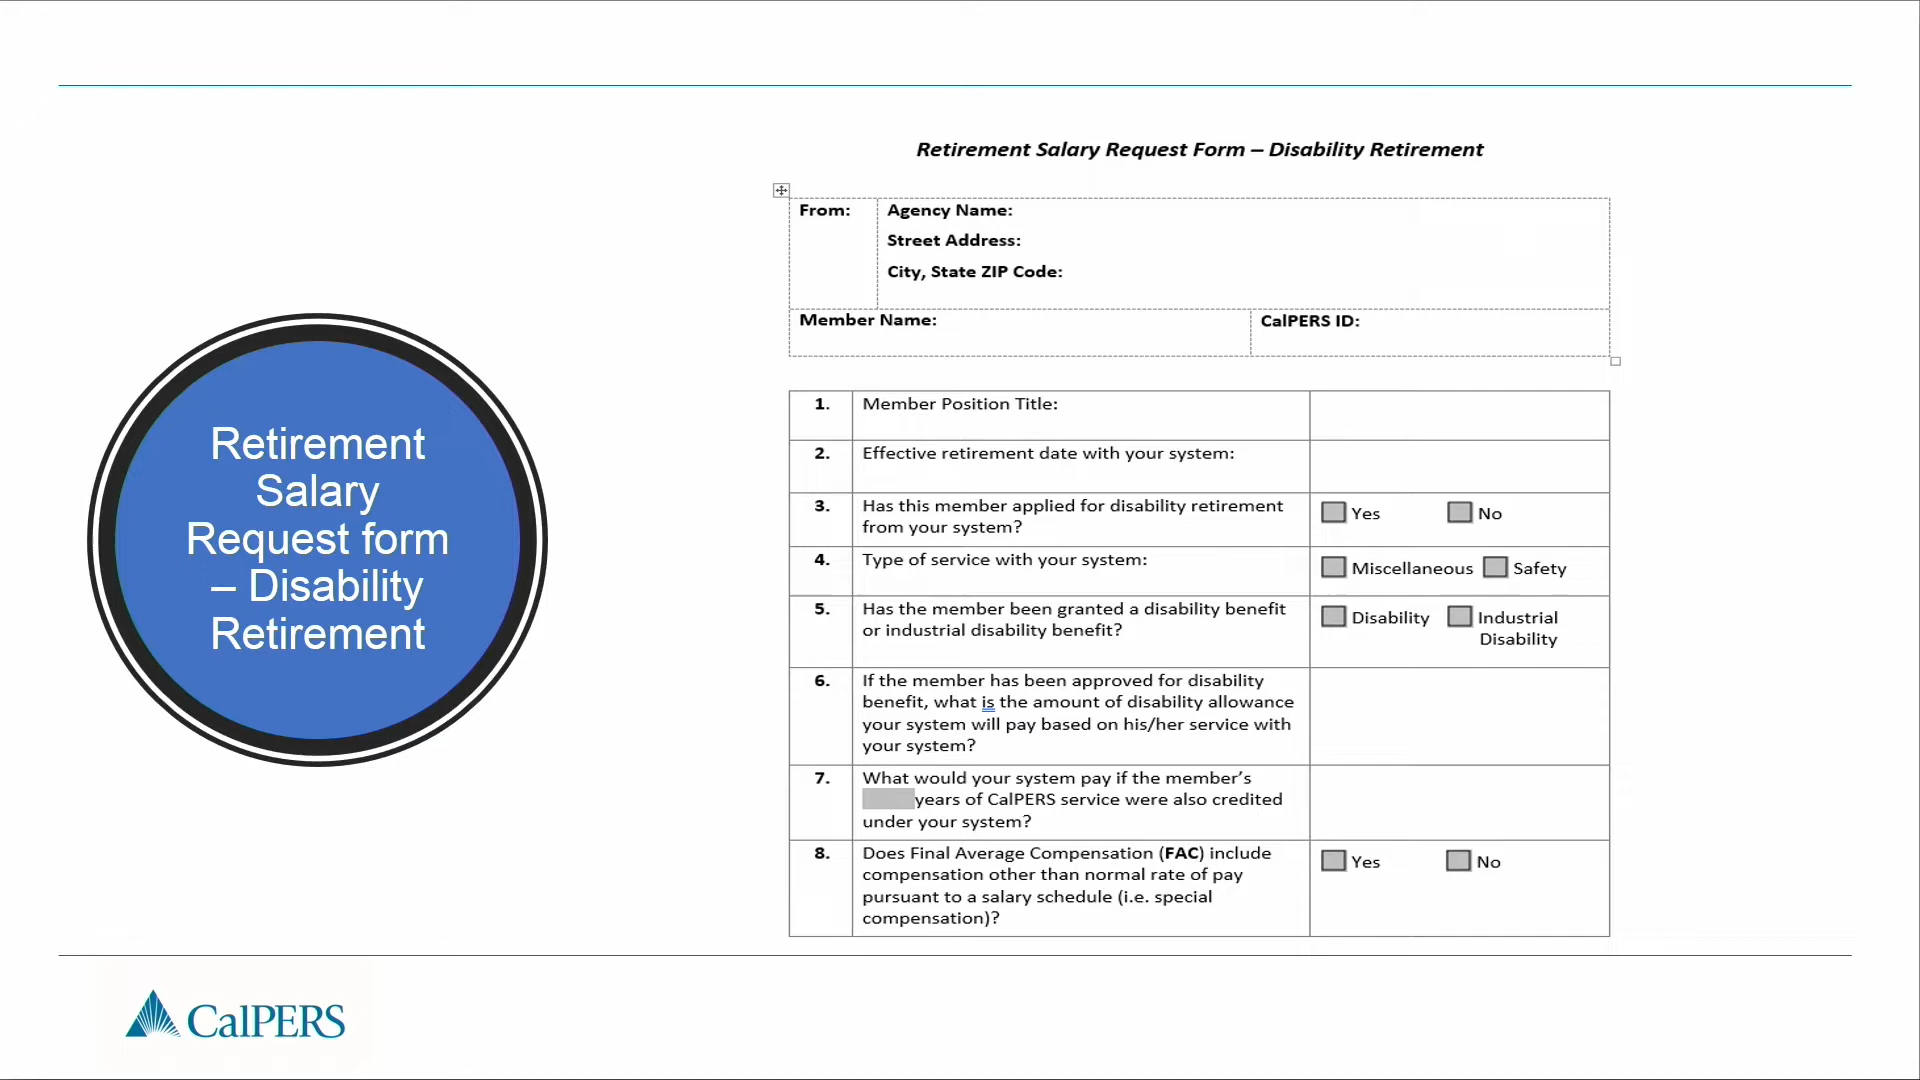 Retirement
Salary
Request form
– Disability
Retirement
Retirement Salary Request Form – Disability Retirement
From:
Agency Name:
Street Address:
City, State ZIP Code:
Member Name:
CalPERS ID:
1. Member Position Title:
2. Effective retirement date with your system:
3. Has this member applied for disability retirement
from your system?
Yes No
4. Type of service with your system:
Miscellaneous Safety
5. Has the member been granted a disability benefit
or industrial disability benefit?
Disability Industrial
Disability
6. If the member has been approved for disability
benefit, what is the amount of disability allowance
your system will pay based on his/her service with
your system?
7. What would your system pay if the member’s
years of CalPERS service were also credited
under your system?
8. Does Final Average Compensation (FAC) include
compensation other than normal rate of pay
pursuant to a salary schedule (i.e. special
compensation)?
Yes No
CalPERS